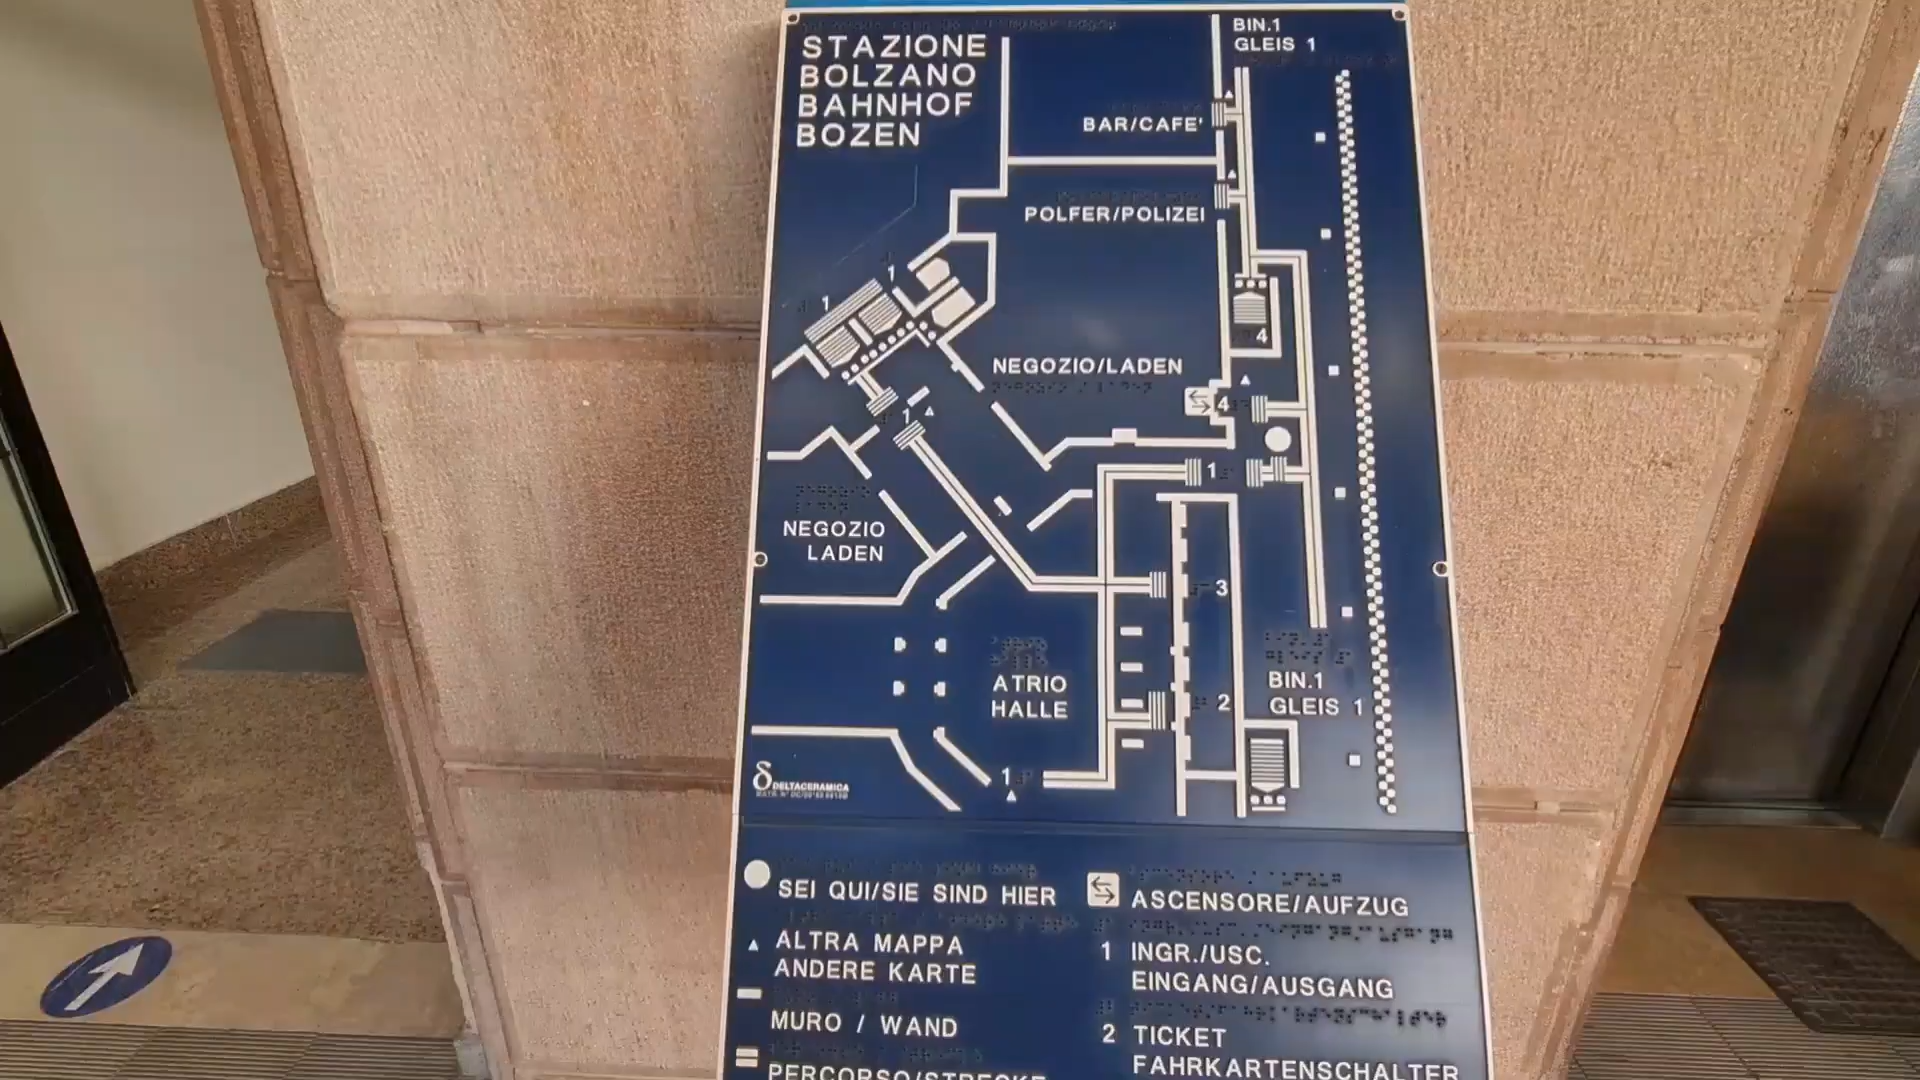 STAZIONE
BOLZANO
BAHNHOF
BOZEN
BIN.1
GLEIS 1
BAR/CAFE'
POLFER/POLIZEI
1
1
4
NEGOZIO/LADEN
4
1
1
NEGOZIO
LADEN
3
ATRIO
HALLE
2
BIN.1
GLEIS 1
1
DELTACERAMICA
SEI QUI/SIE SIND HIER
ALTRA MAPPA
ANDERE KARTE
MURO / WAND
PERCORSO/STRECKE
ASCENSORE/AUFZUG
1 INGR./USC.
EINGANG/AUSGANG
2 TICKET
FAHRKARTENSCHALTER